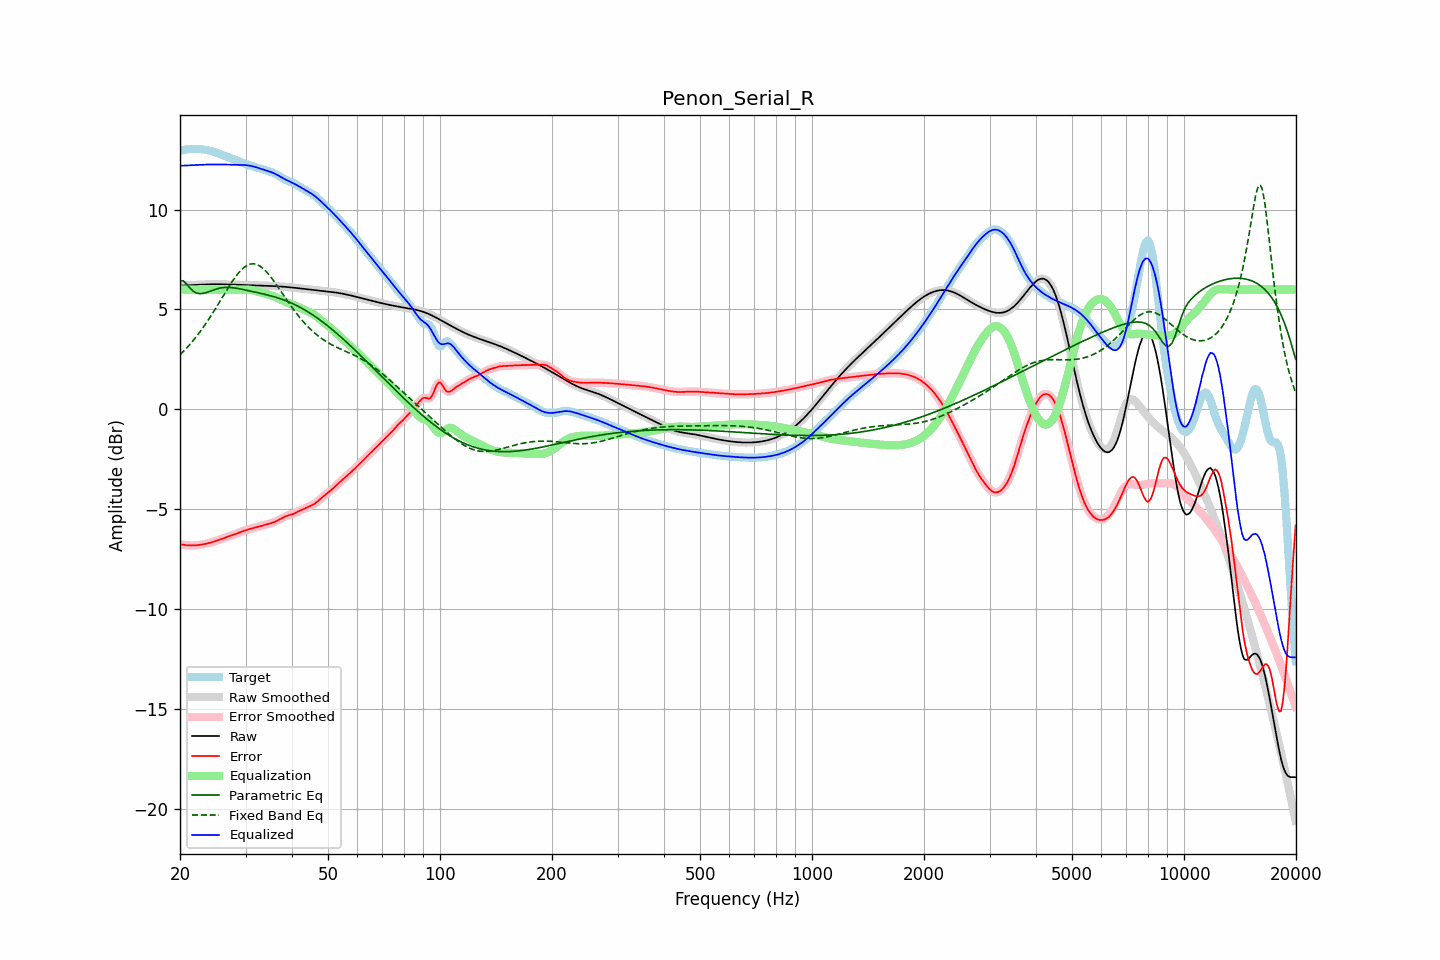 Penon_Serial_R
Amplitude (dBr)
10
5
0
−5
−10
−15
−20
Target
Raw Smoothed
Error Smoothed
Raw
Error
Equalization
Parametric Eq
Fixed Band Eq
Equalized
20 50 100 200 500 1000 2000 5000 10000 20000
Frequency (Hz)